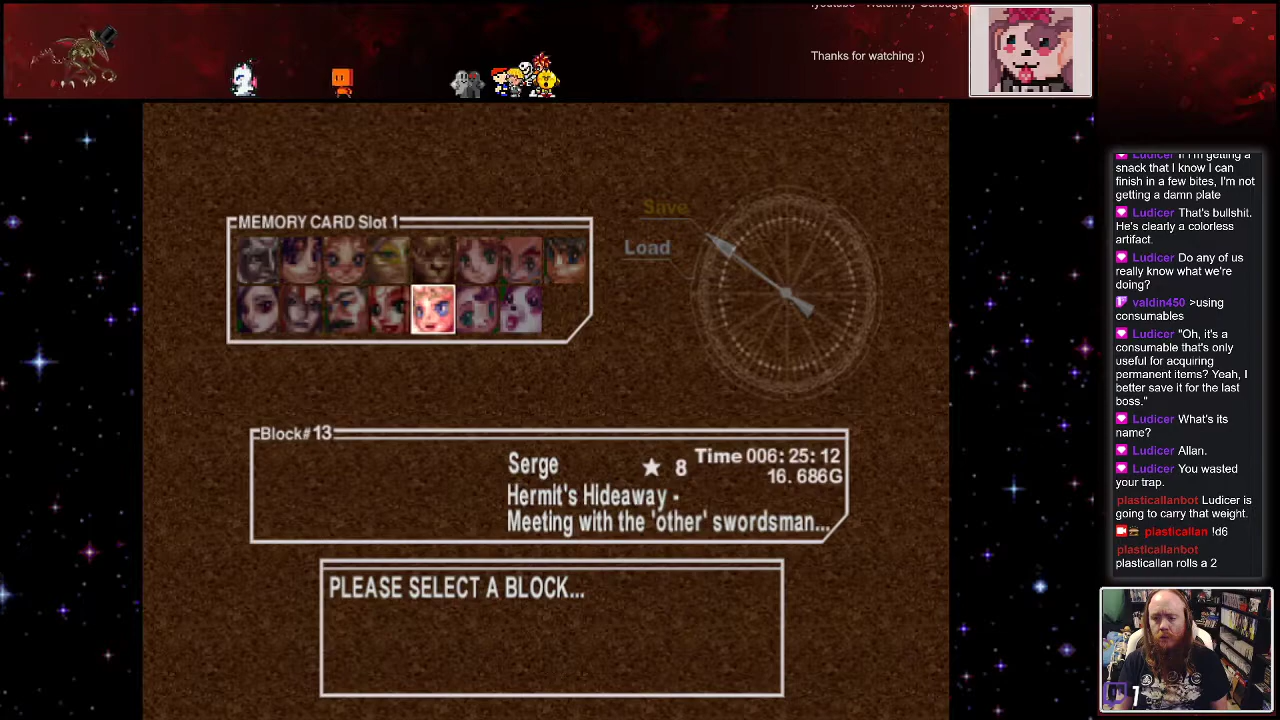 Thanks for watching :)
MEMORY CARD Slot 1
Save
Load
Block# 13
Serge
★ 8
Time 006: 25: 12
16. 686G
Hermit's Hideaway -
Meeting with the 'other' swordsman...
PLEASE SELECT A BLOCK...
Ludicer If I'm getting a
snack that I know I can
finish in a few bites, I'm not
getting a damn plate
Ludicer That's bullshit.
He's clearly a colorless
artifact.
Ludicer Do any of us
really know what we're
doing?
valdin450 >using
consumables
Ludicer "Oh, it's a
consumable that's only
useful for acquiring
permanent items? Yeah, I
better save it for the last
boss."
Ludicer What's its
name?
Ludicer Allan.
Ludicer You wasted
your trap.
plasticallanbot Ludicer is
going to carry that weight.
plasticallan !d6
plasticallanbot
plasticallan rolls a 2
1